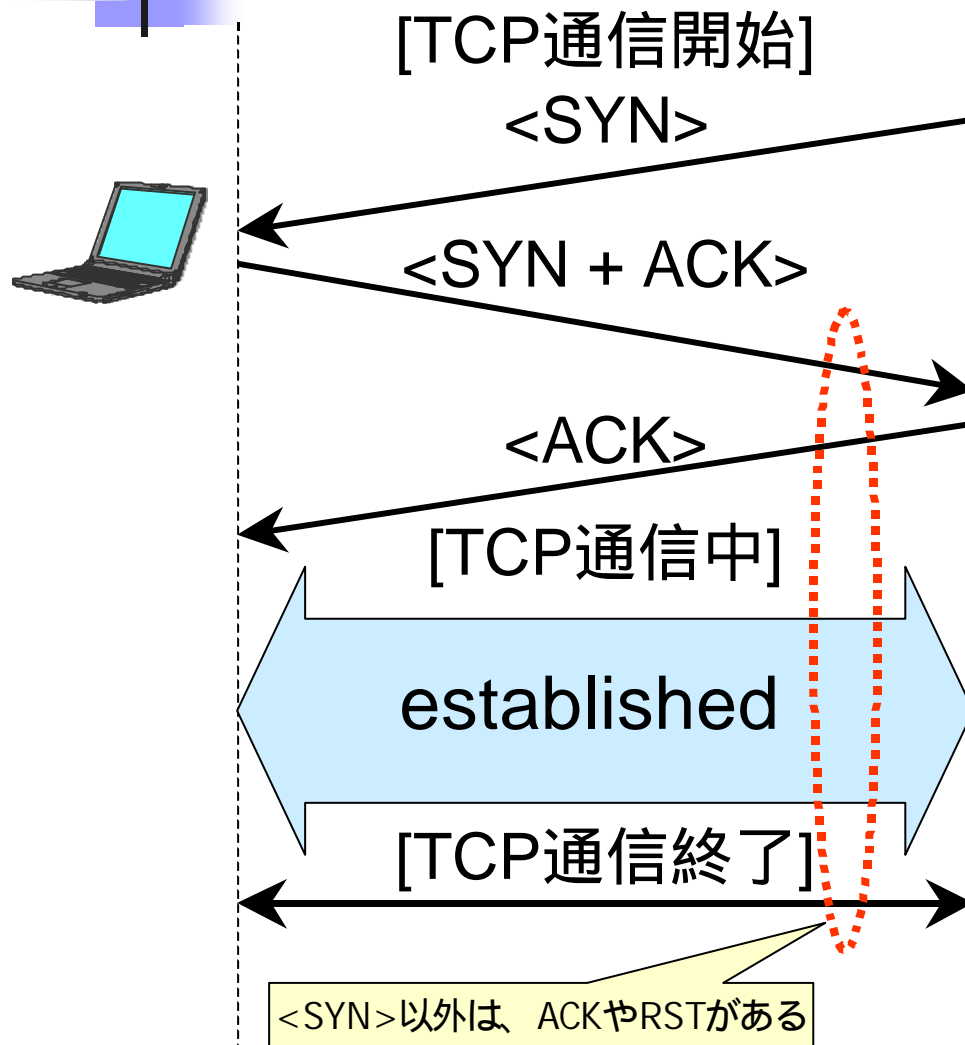 [TCP通信開始]
<SYN>
<SYN + ACK>
<ACK>
[TCP通信中]
established
[TCP通信終了]
<SYN>以外は、ACKやRSTがある